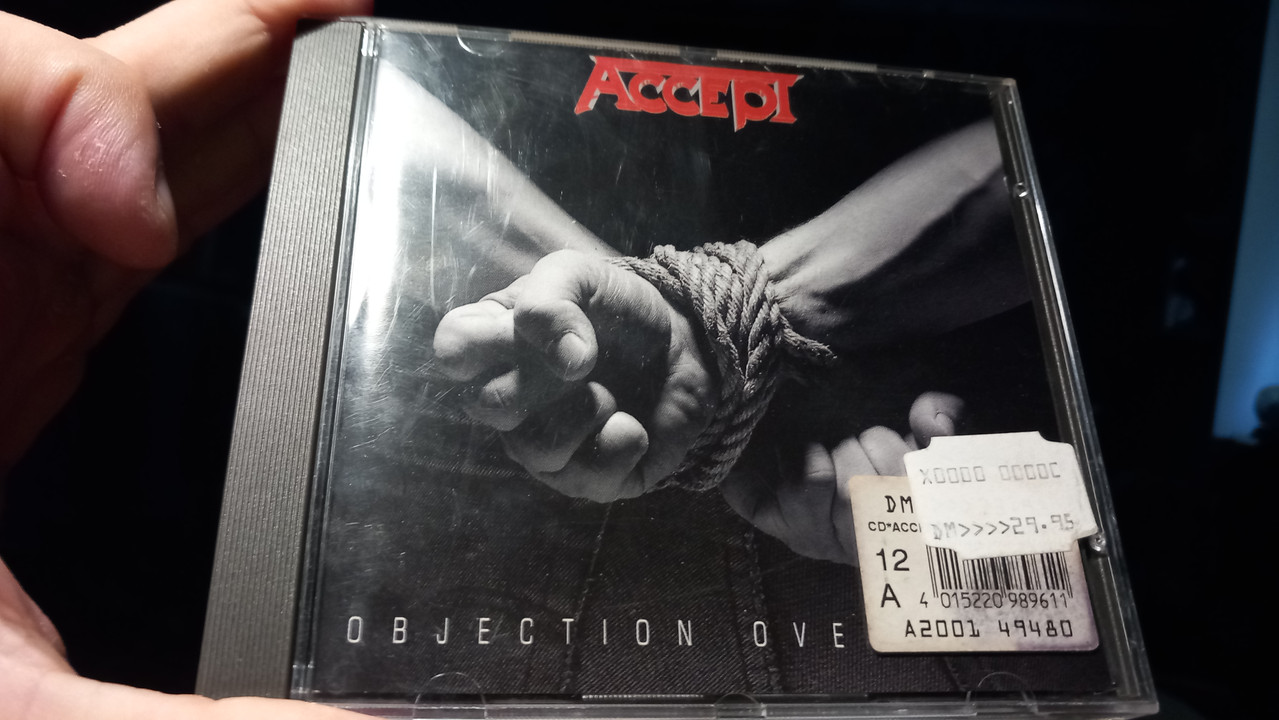 ACCEPT
X0000 0000C
DM>>>>29.95
DM
CD*ACC
12
A
4 015220 989611
A2001 49480
OBJECTION OVE